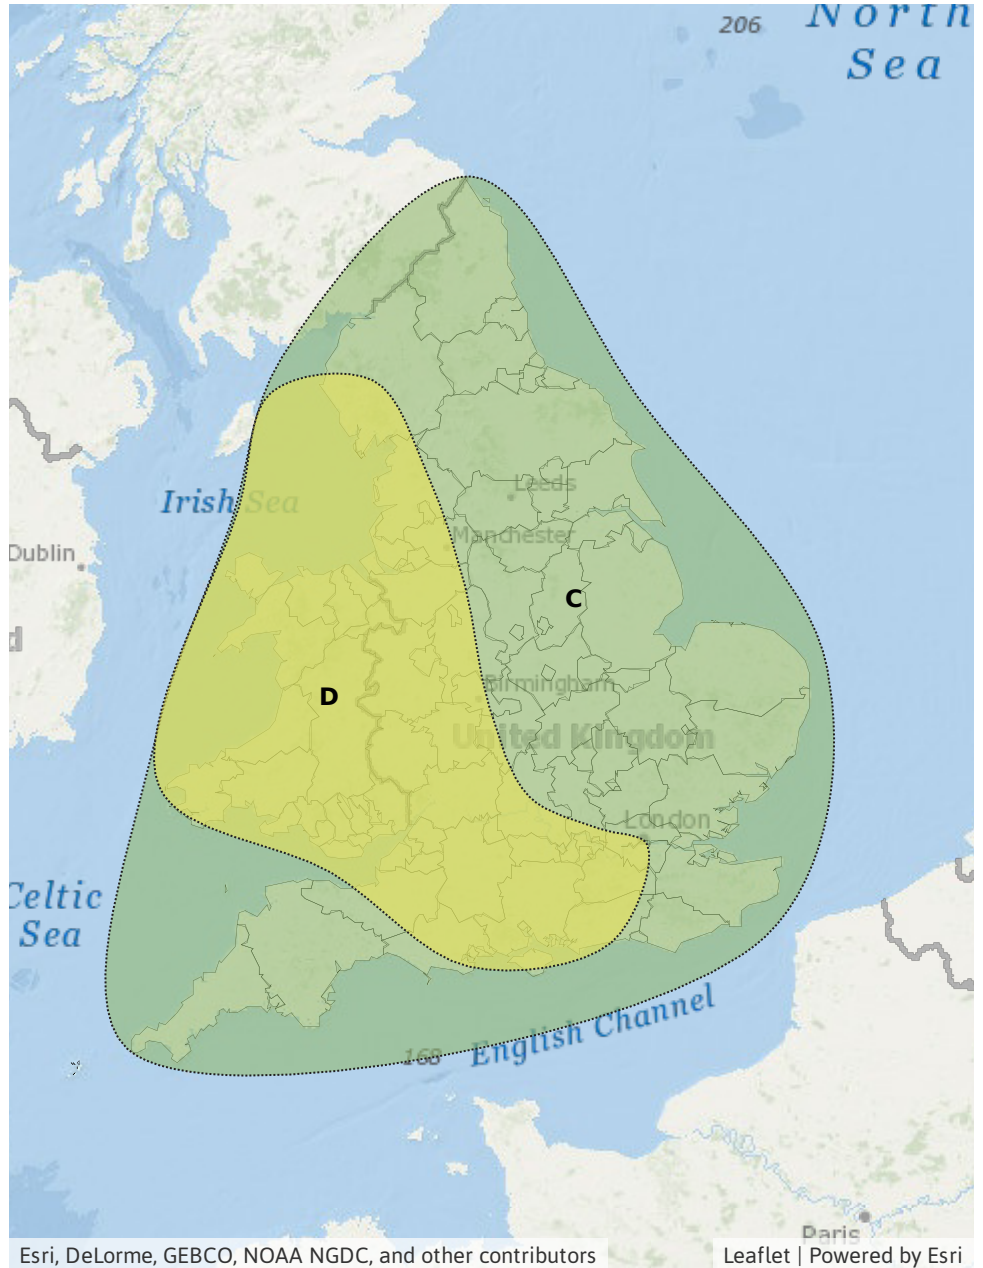 206
North
Sea
Leeds
Irish Sea
Manchester
Dublin
C
d
Birmingham
D
United Kingdom
London
Celtic
Sea
English Channel
168
Paris
Esri, DeLorme, GEBCO, NOAA NGDC, and other contributors
Leaflet | Powered by Esri